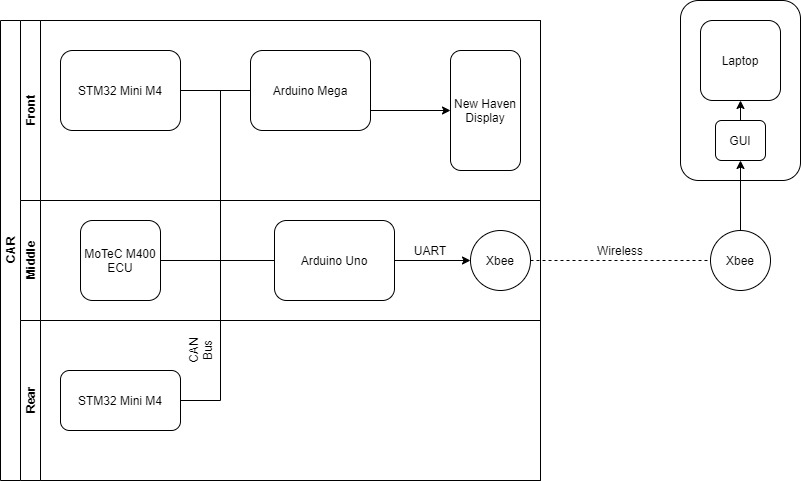 CAR
Front
STM32 Mini M4
Arduino Mega
New Haven
Display
Laptop
GUI
Middle
MoTeC M400
ECU
Arduino Uno
UART
Xbee
Wireless
Xbee
CAN
Bus
Rear
STM32 Mini M4